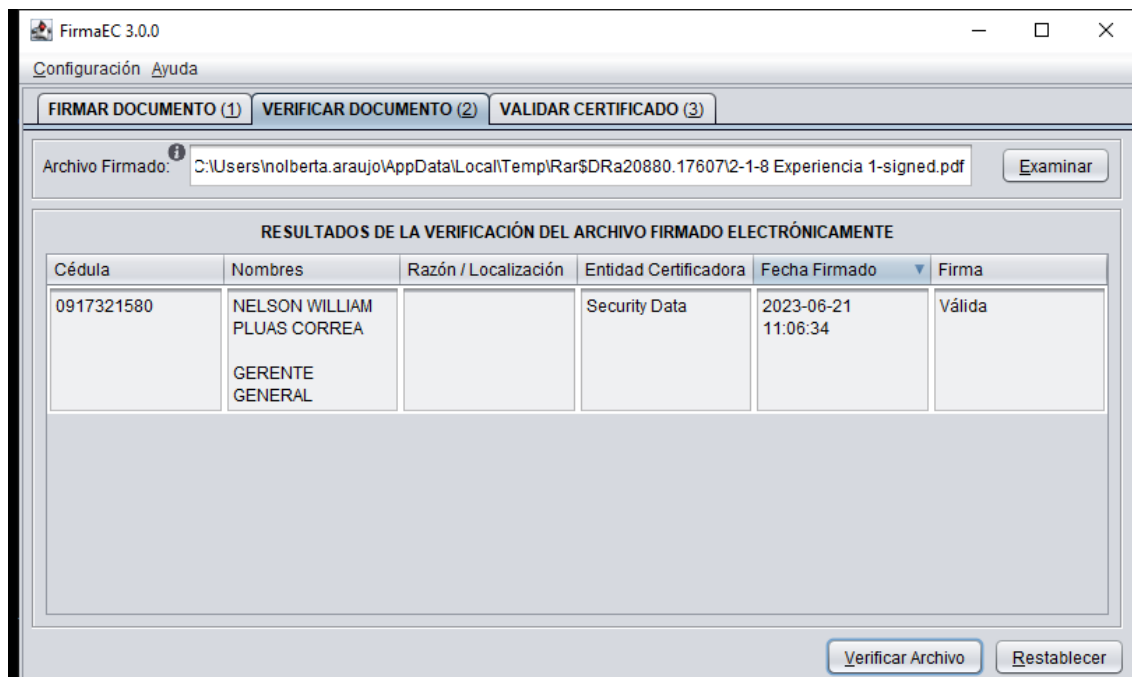 FirmaEC 3.0.0
Configuración Ayuda
FIRMAR DOCUMENTO (1) VERIFICAR DOCUMENTO (2) VALIDAR CERTIFICADO (3)
Archivo Firmado: C:\Users\nolberta.araujo\AppData\Local\Temp\Rar$DRa20880.17607\2-1-8 Experiencia 1-signed.pdf Examinar
RESULTADOS DE LA VERIFICACIÓN DEL ARCHIVO FIRMADO ELECTRÓNICAMENTE
Cédula Nombres Razón / Localización Entidad Certificadora Fecha Firmado Firma
0917321580 NELSON WILLIAM Security Data 2023-06-21 Válida
PLUAS CORREA 11:06:34
GERENTE
GENERAL
Verificar Archivo Restablecer